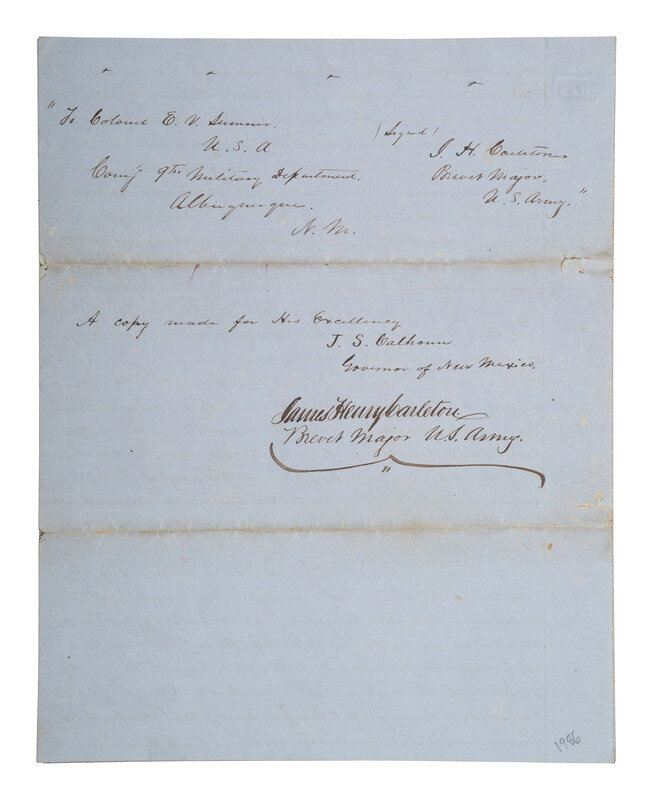 "To Colonel E. V. Sumner.
U. S. A.
Com'g 9th Military Department.
Albuquerque.
N. M.
(Signed)
J. H. Carleton
Brevet Major,
U. S. Army."
A copy made for His Excellency
J. S. Calhoun.
Governor of New Mexico.
James Henry Carleton
Brevet Major U.S. Army.